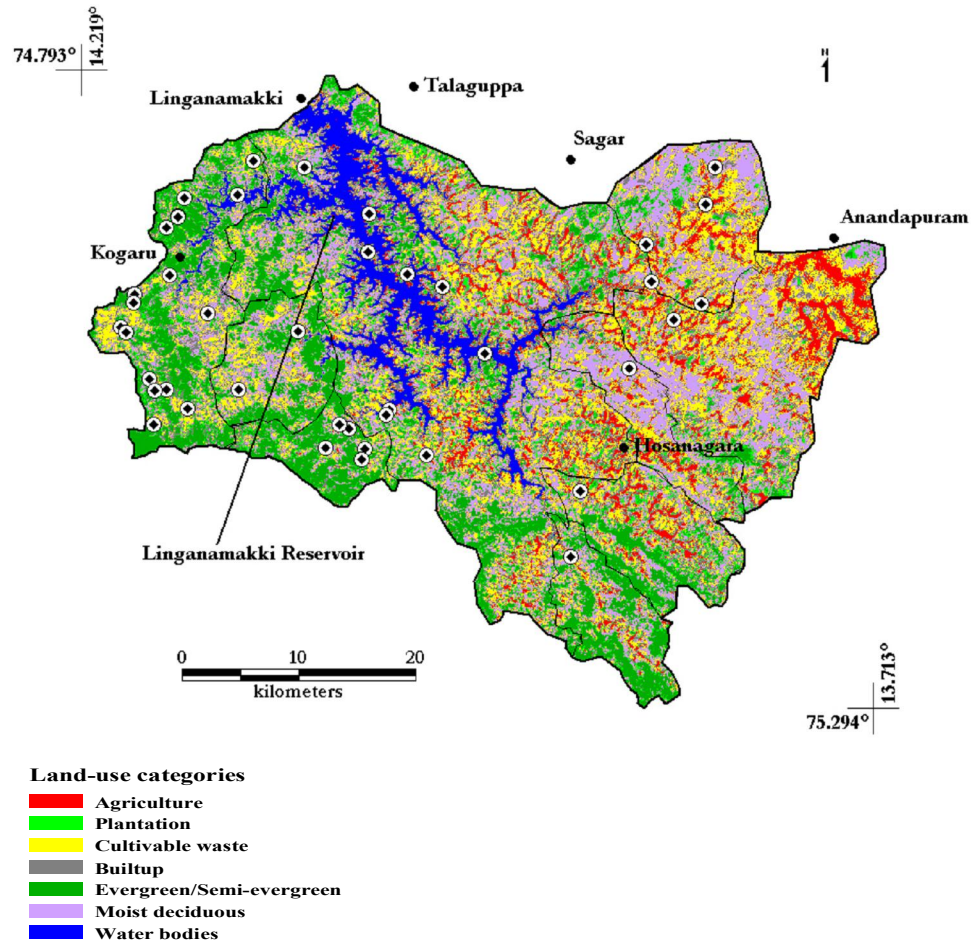 74.793°
14.219°
Linganamakki
Talaguppa
Sagar
Anandapuram
Kogaru
Hosanagara
Linganamakki Reservoir
0 10 20
kilometers
13.713°
75.294°
Land-use categories
Agriculture
Plantation
Cultivable waste
Builtup
Evergreen/Semi-evergreen
Moist deciduous
Water bodies